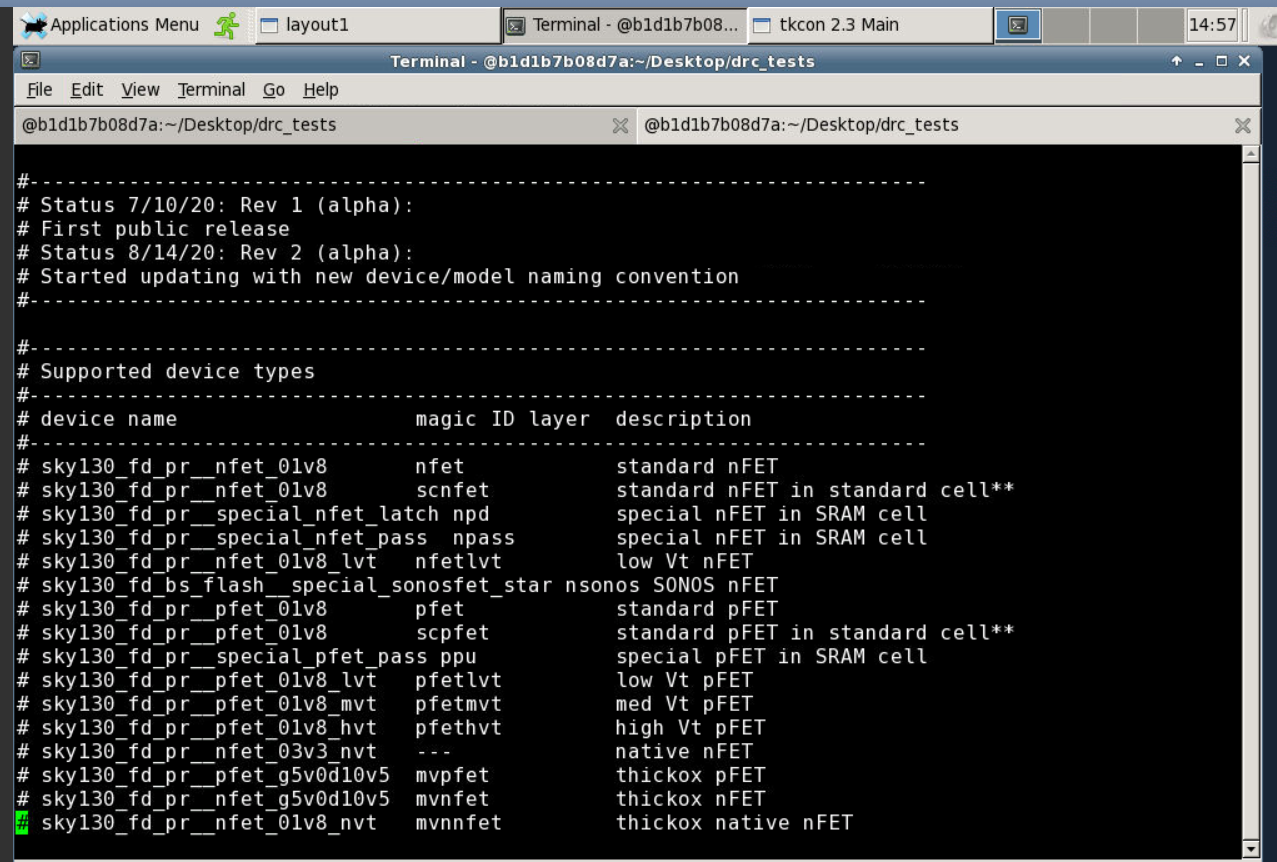 Applications Menu layout1 Terminal - @b1d1b7b08... tkcon 2.3 Main 14:57
Terminal - @b1d1b7b08d7a:~/Desktop/drc_tests
File Edit View Terminal Go Help
@b1d1b7b08d7a:~/Desktop/drc_tests @b1d1b7b08d7a:~/Desktop/drc_tests
#------------------------------------------------------------------------
# Status 7/10/20: Rev 1 (alpha):
# First public release
# Status 8/14/20: Rev 2 (alpha):
# Started updating with new device/model naming convention
#------------------------------------------------------------------------
#------------------------------------------------------------------------
# Supported device types
#------------------------------------------------------------------------
# device name magic ID layer description
#------------------------------------------------------------------------
# sky130_fd_pr__nfet_01v8 nfet standard nFET
# sky130_fd_pr__nfet_01v8 scnfet standard nFET in standard cell**
# sky130_fd_pr__special_nfet_latch npd special nFET in SRAM cell
# sky130_fd_pr__special_nfet_pass npass special nFET in SRAM cell
# sky130_fd_pr__nfet_01v8_lvt nfetlvt low Vt nFET
# sky130_fd_bs_flash__special_sonosfet_star nsonos SONOS nFET
# sky130_fd_pr__pfet_01v8 pfet standard pFET
# sky130_fd_pr__pfet_01v8 scpfet standard pFET in standard cell**
# sky130_fd_pr__special_pfet_pass ppu special pFET in SRAM cell
# sky130_fd_pr__pfet_01v8_lvt pfetlvt low Vt pFET
# sky130_fd_pr__pfet_01v8_mvt pfetmvt med Vt pFET
# sky130_fd_pr__pfet_01v8_hvt pfethvt high Vt pFET
# sky130_fd_pr__nfet_03v3_nvt --- native nFET
# sky130_fd_pr__pfet_g5v0d10v5 mvpfet thickox pFET
# sky130_fd_pr__nfet_g5v0d10v5 mvnfet thickox nFET
# sky130_fd_pr__nfet_01v8_nvt mvnnfet thickox native nFET